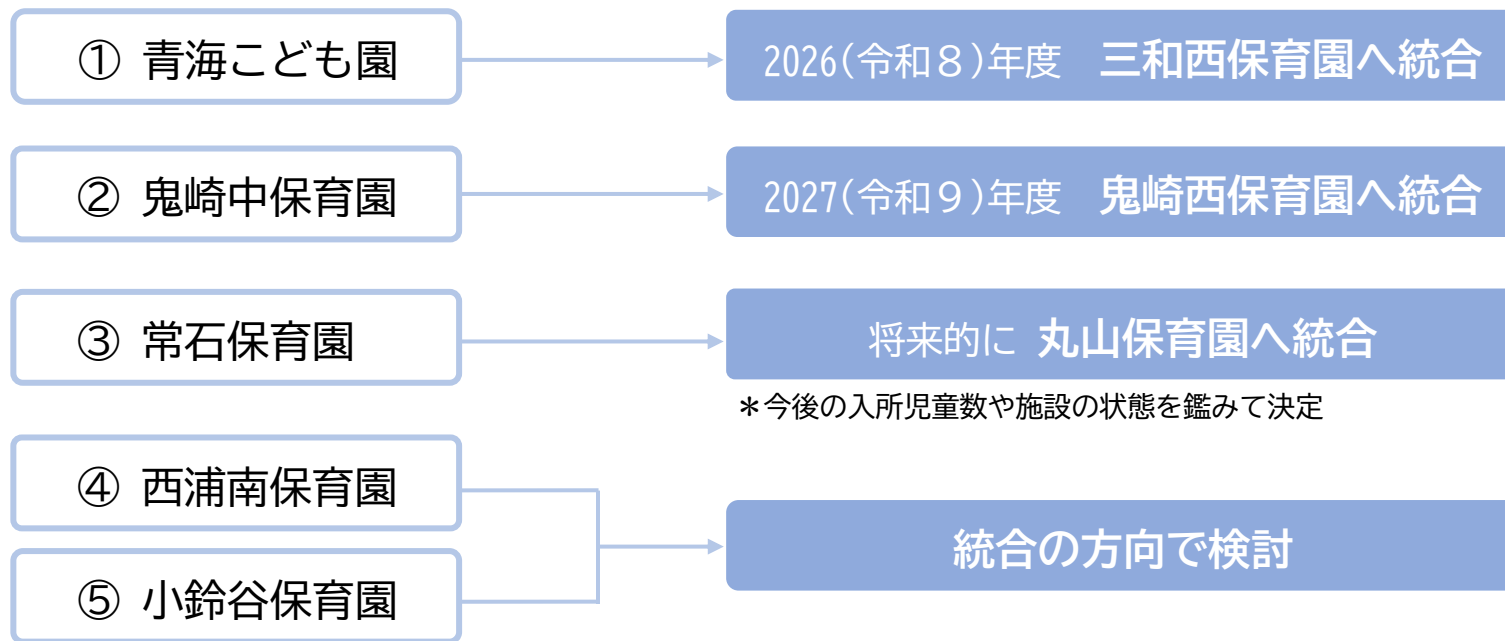 ① 青海こども園
2026(令和８)年度　三和西保育園へ統合
② 鬼崎中保育園
2027(令和９)年度　鬼崎西保育園へ統合
③ 常石保育園
将来的に 丸山保育園へ統合
＊今後の入所児童数や施設の状態を鑑みて決定
④ 西浦南保育園
⑤ 小鈴谷保育園
統合の方向で検討